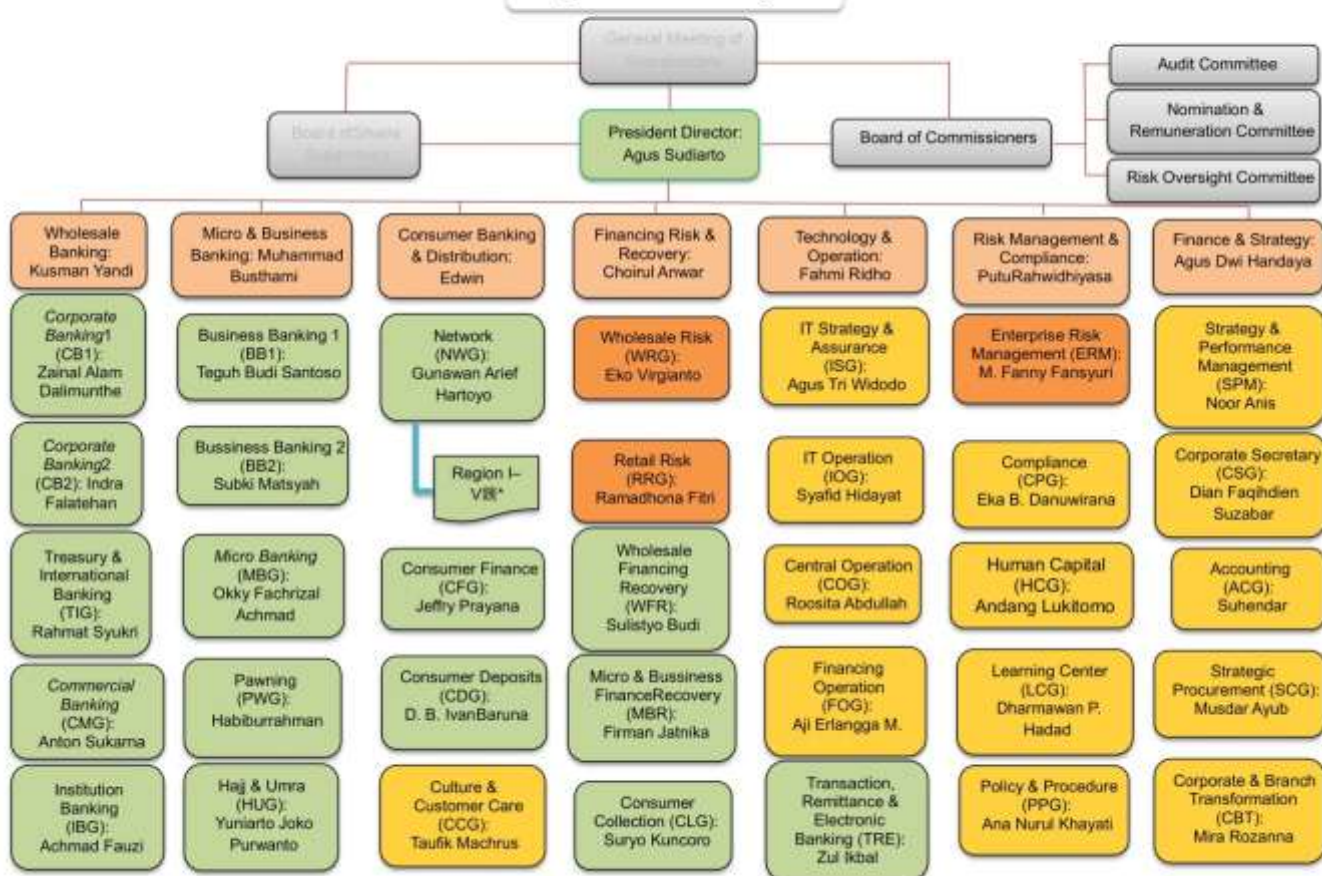 General Meeting of
President Director:
Agus Sudiarto
Board of Commissioners
Audit Committee
Nomination &
Remuneration Committee
Risk Oversight Committee
Wholesale
Banking:
Kusman Yandi
Micro & Business
Banking: Muhammad
Busthami
Consumer Banking
& Distribution:
Edwin
Financing Risk &
Recovery:
Choirul Anwar
Technology &
Operation:
Fahmi Ridho
Risk Management &
Compliance:
PutuRahwidhiyasa
Finance & Strategy:
Agus Dwi Handaya
Corporate
Banking1
(CB1):
Zainal Alam
Dalimunthe
Business Banking 1
(BB1):
Teguh Budi Santoso
Network
(NWG):
Gunawan Arief
Hartoyo
Wholesale Risk
(WRG):
Eko Virgianto
IT Strategy &
Assurance
(ISG):
Agus Tri Widodo
Enterprise Risk
Management (ERM):
M. Fanny Fansyuri
Strategy &
Performance
Management
(SPM):
Noor Anis
Corporate
Banking2
(CB2): Indra
Falatehan
Bussiness Banking 2
(BB2):
Subki Matsyah
Region I–
Retail Risk
(RRG):
Ramadhona Fitri
IT Operation
(IOG):
Syafid Hidayat
Compliance
(CPG):
Eka B. Danuwirana
Corporate Secretary
(CSG):
Dian Faqihdien
Suzabar
Treasury &
International
Banking
(TIG):
Rahmat Syukri
Micro Banking
(MBG):
Okky Fachrizal
Achmad
Consumer Finance
(CFG):
Jeffry Prayana
Wholesale
Financing
Recovery
(WFR):
Sulistyo Budi
Central Operation
(COG):
Roosita Abdullah
Human Capital
(HCG):
Andang Lukitomo
Accounting
(ACG):
Suhendar
Commercial
Banking
(CMG):
Anton Sukarna
Pawning
(PWG):
Habiburrahman
Consumer Deposits
(CDG):
D. B. IvanBaruna
Micro & Bussiness
FinanceRecovery
(MBR):
Firman Jatnika
Financing
Operation
(FOG):
Aji Erlangga M.
Learning Center
(LCG):
Dharmawan P.
Hadad
Strategic
Procurement (SCG):
Musdar Ayub
Institution
Banking
(IBG):
Achmad Fauzi
Hajj & Umra
(HUG):
Yuniarto Joko
Purwanto
Culture &
Customer Care
(CCG):
Taufik Machrus
Consumer
Collection (CLG):
Suryo Kuncoro
Transaction,
Remittance &
Electronic
Banking (TRE):
Zul Ikbal
Policy & Procedure
(PPG):
Ana Nurul Khayati
Corporate & Branch
Transformation
(CBT):
Mira Rozanna